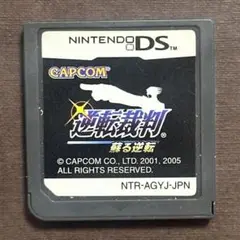 NINTENDO DS™
CAPCOM
逆転裁判
蘇る逆転
© CAPCOM CO., LTD. 2001, 2005
ALL RIGHTS RESERVED.
NTR-AGYJ-JPN